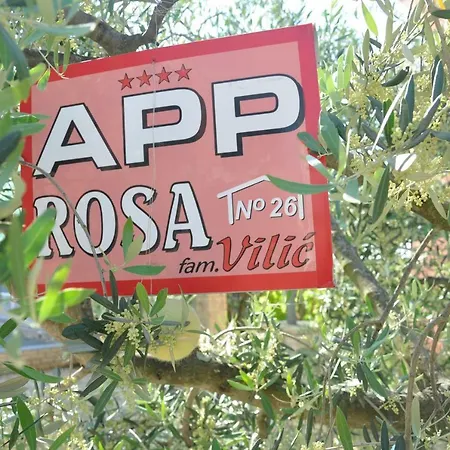 APP
ROSA No 26
fam. Vilić